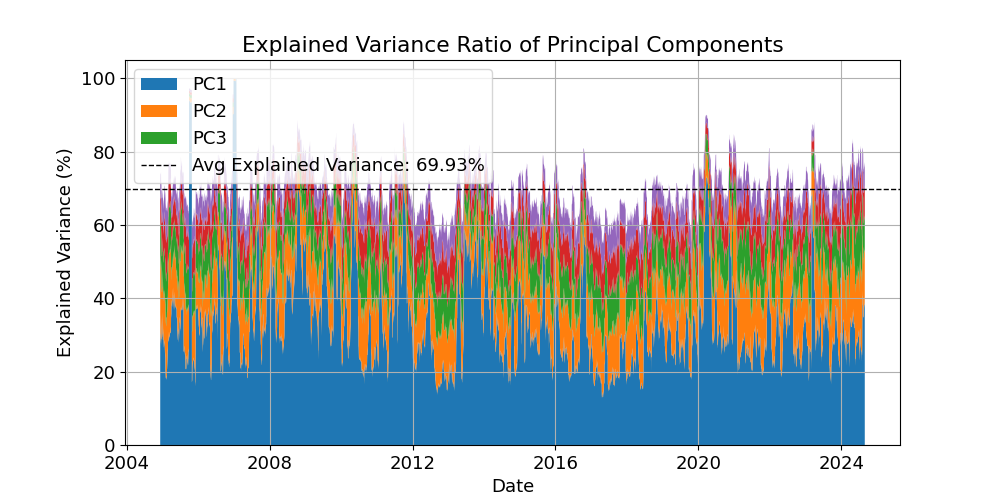 Explained Variance Ratio of Principal Components
Explained Variance (%)
100
80
60
40
20
0
PC1
PC2
PC3
Avg Explained Variance: 69.93%
2004 2008 2012 2016 2020 2024
Date